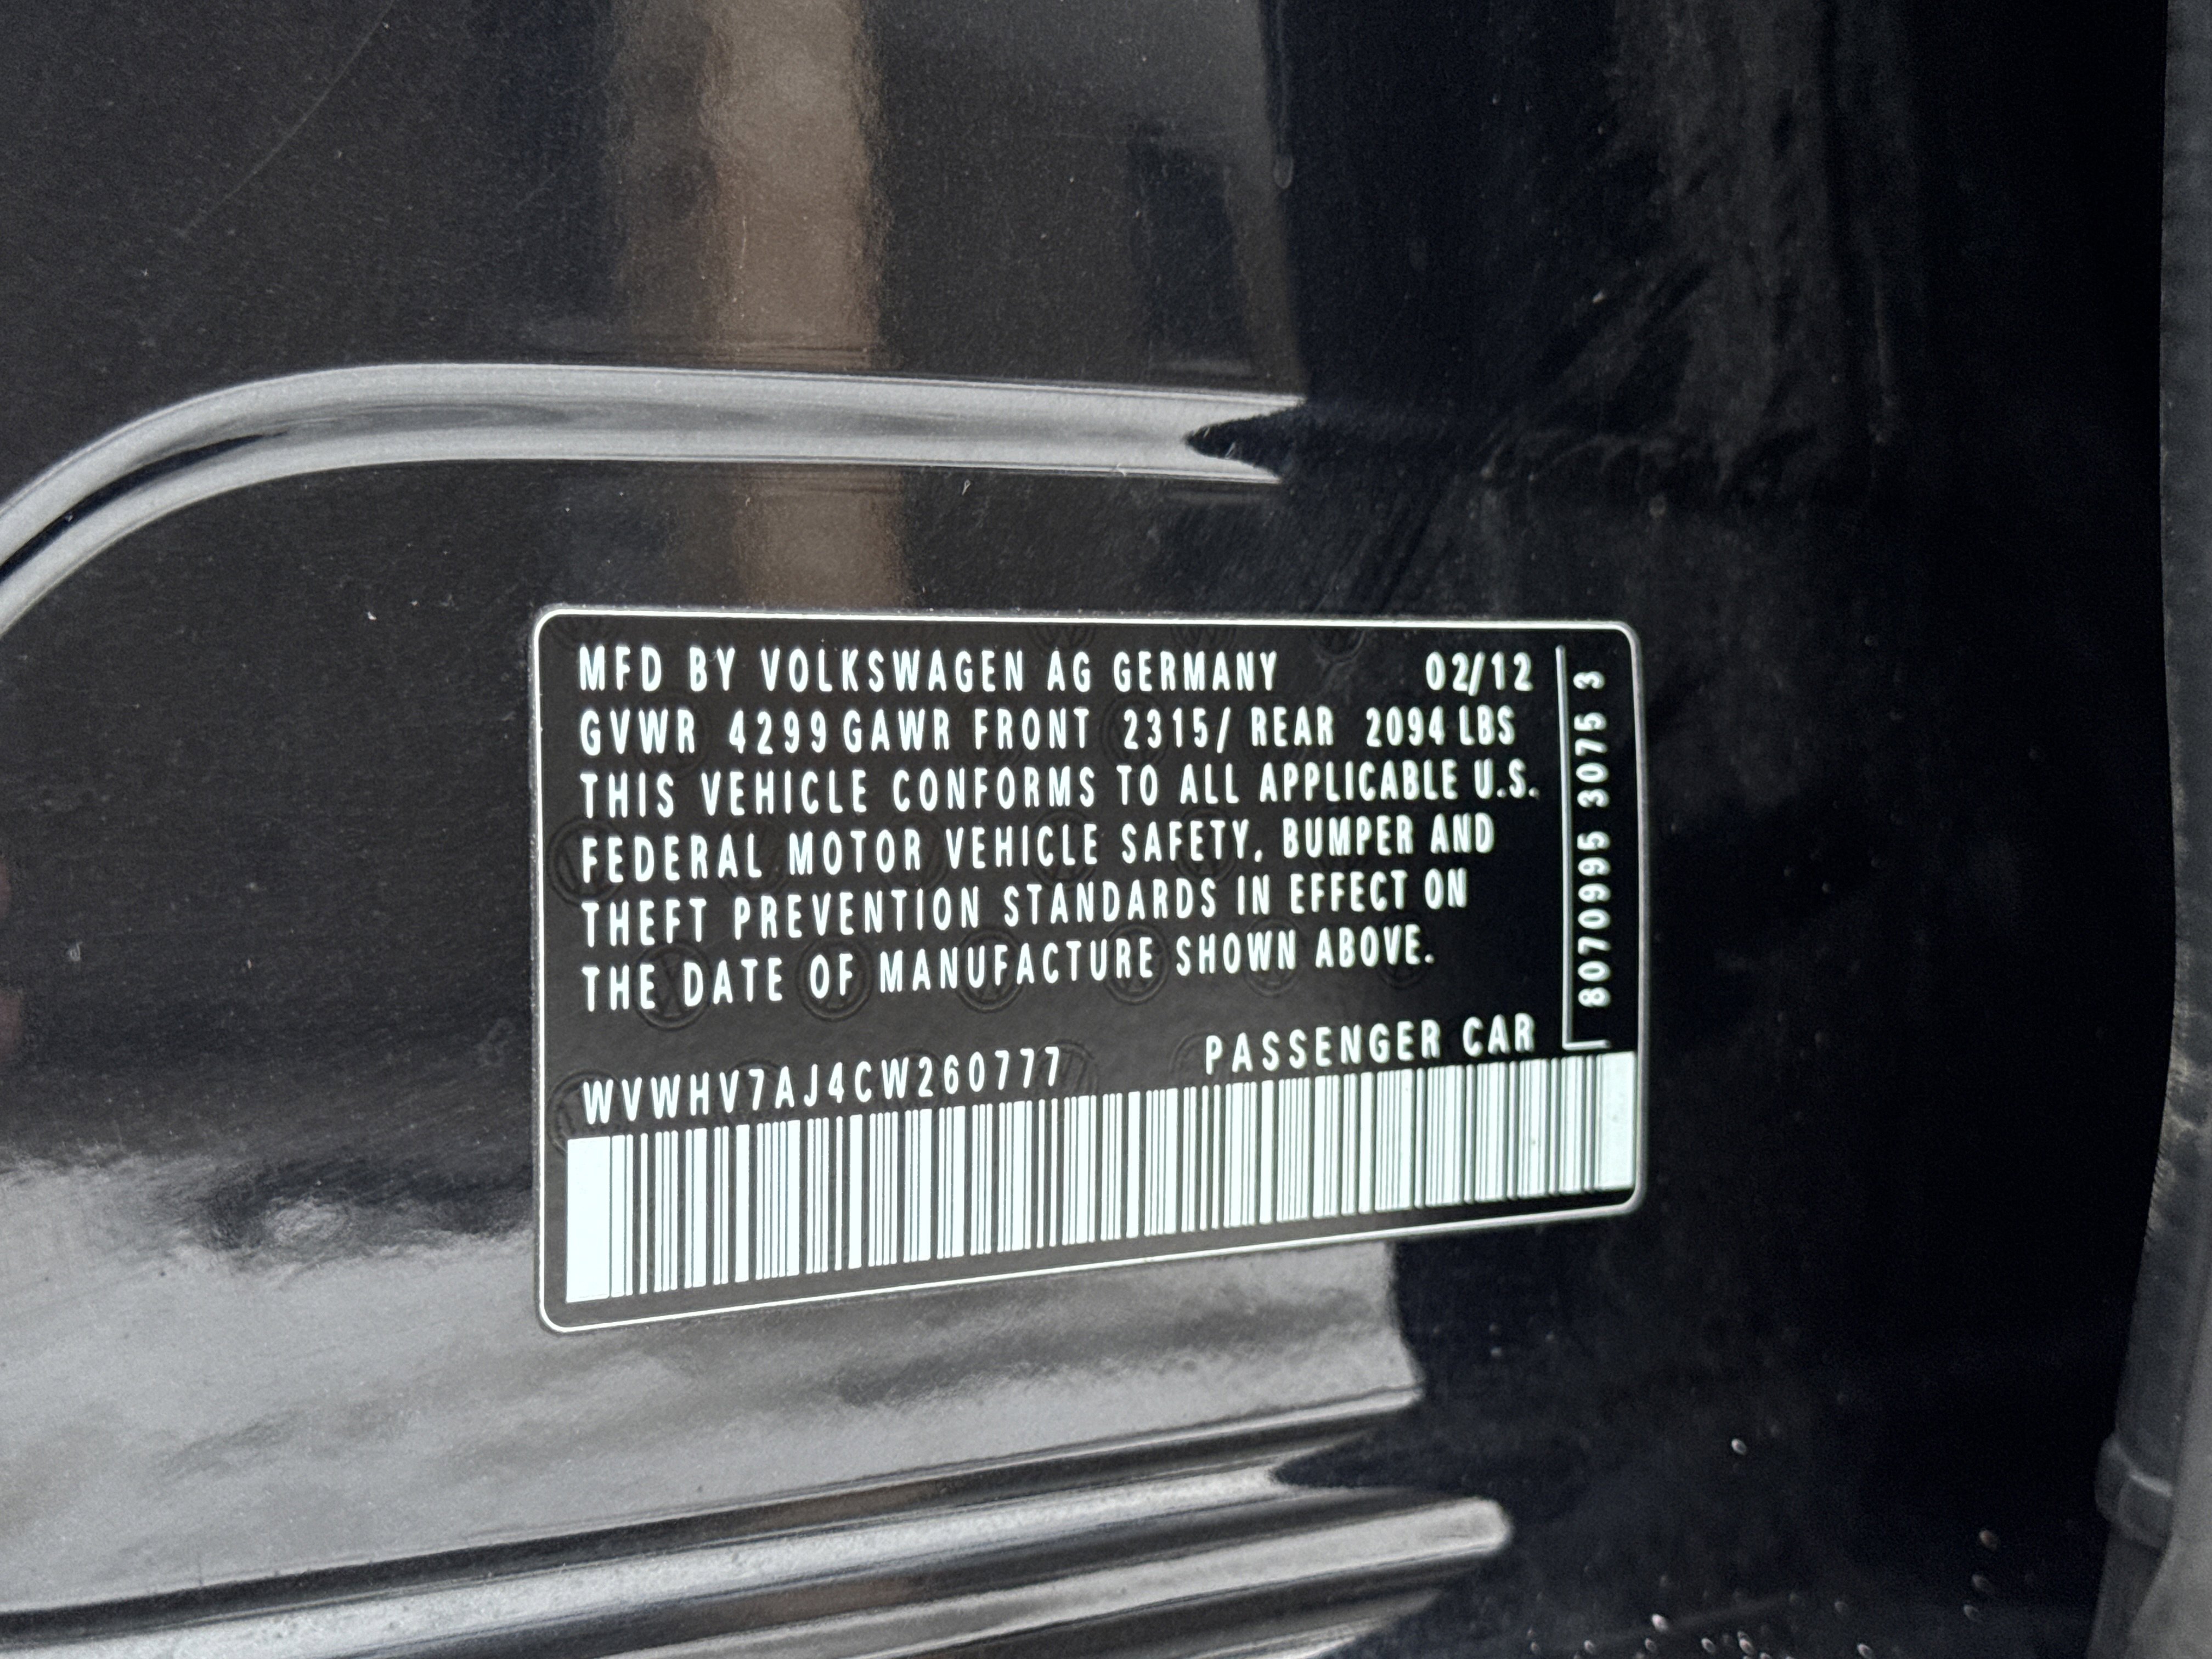 MFD BY VOLKSWAGEN AG GERMANY 02/12
GVWR 4299 GAWR FRONT 2315/ REAR 2094 LBS
THIS VEHICLE CONFORMS TO ALL APPLICABLE U.S.
FEDERAL MOTOR VEHICLE SAFETY, BUMPER AND
THEFT PREVENTION STANDARDS IN EFFECT ON
THE DATE OF MANUFACTURE SHOWN ABOVE.
WVWHV7AJ4CW260777 PASSENGER CAR
8070995 3075 3